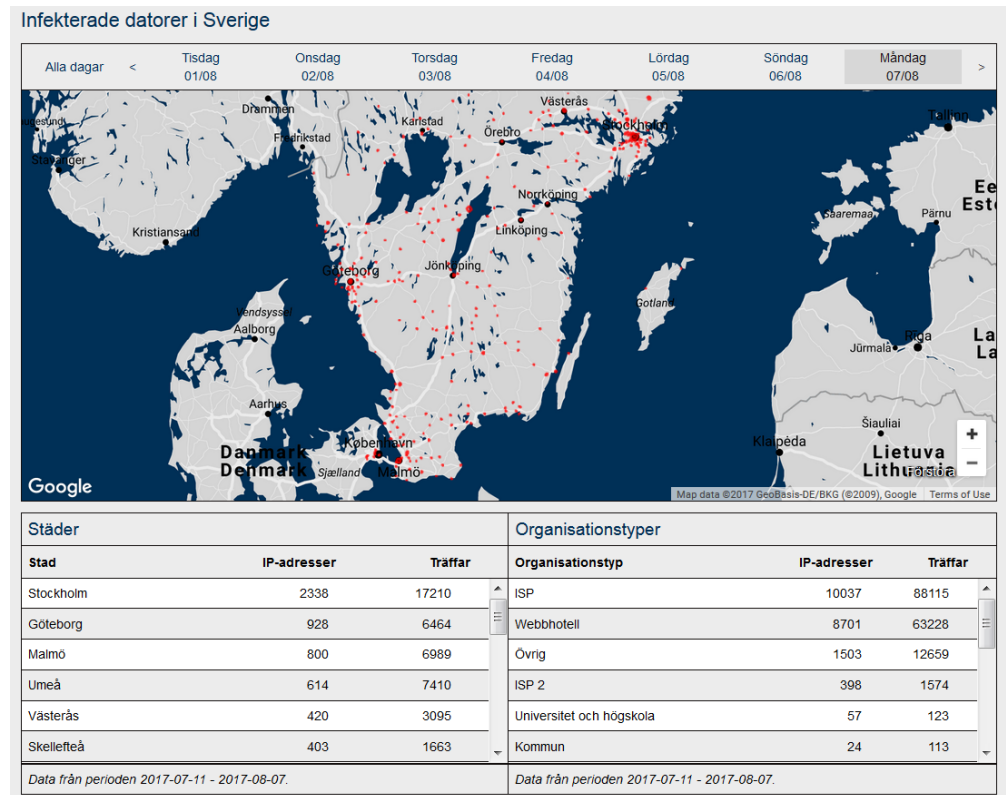 Infekterade datorer i Sverige
Alla dagar < Tisdag 01/08 Onsdag 02/08 Torsdag 03/08 Fredag 04/08 Lördag 05/08 Söndag 06/08 Måndag 07/08 >
Drammen
Västerås
Tallinn
Karlstad
Stockholm
Fredrikstad
Örebro
Stavanger
Norrköping
Saaremaa
Pärnu
Linköping
Kristiansand
Göteborg
Jönköping
Gotland
Vendsyssel
Aalborg
Rīga
Jūrmala
Aarhus
Šiauliai
København
Klaipėda
Danmark
Denmark
Sjælland
Malmö
Lietuva
Lithuania
+
−
Google
Map data ©2017 GeoBasis-DE/BKG (©2009), Google Terms of Use
Städer
Stad IP-adresser Träffar
Stockholm 2338 17210
Göteborg 928 6464
Malmö 800 6989
Umeå 614 7410
Västerås 420 3095
Skellefteå 403 1663
Data från perioden 2017-07-11 - 2017-08-07.
Organisationstyper
Organisationstyp IP-adresser Träffar
ISP 10037 88115
Webbhotell 8701 63228
Övrig 1503 12659
ISP 2 398 1574
Universitet och högskola 57 123
Kommun 24 113
Data från perioden 2017-07-11 - 2017-08-07.